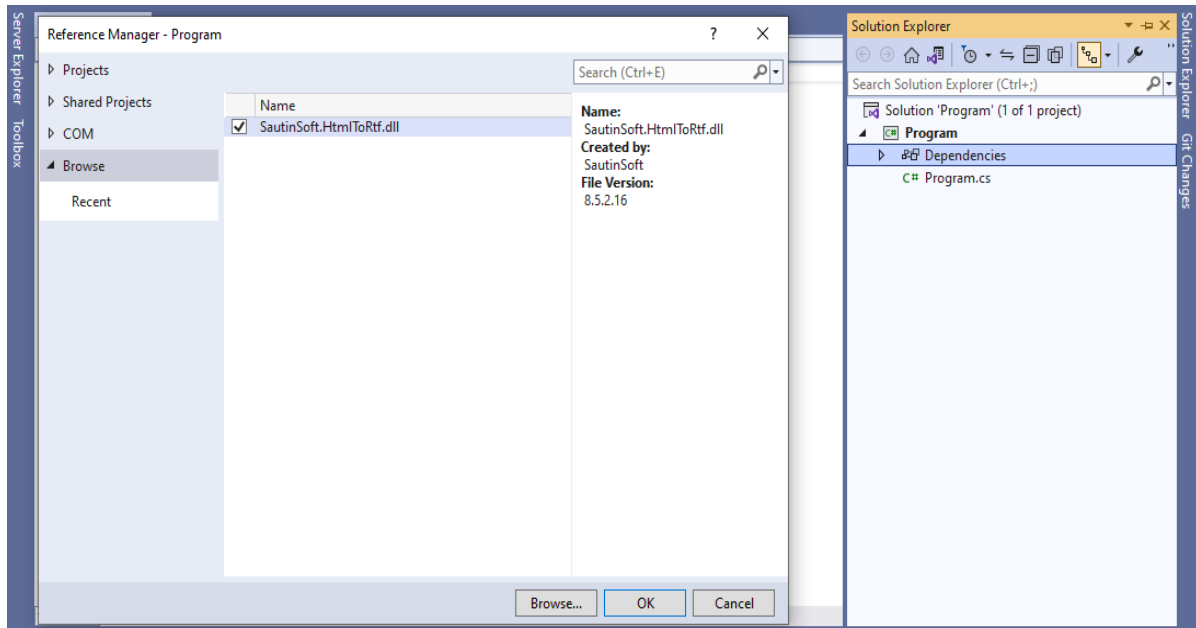 Server Explorer
Toolbox
Reference Manager - Program
?
Projects
Shared Projects
COM
Browse
Recent
Name
SautinSoft.HtmlToRtf.dll
Search (Ctrl+E)
Name:
SautinSoft.HtmlToRtf.dll
Created by:
SautinSoft
File Version:
8.5.2.16
Browse...
OK
Cancel
Solution Explorer
Search Solution Explorer (Ctrl+;)
Solution 'Program' (1 of 1 project)
C# Program
Dependencies
C# Program.cs
Solution Explorer
Git Changes